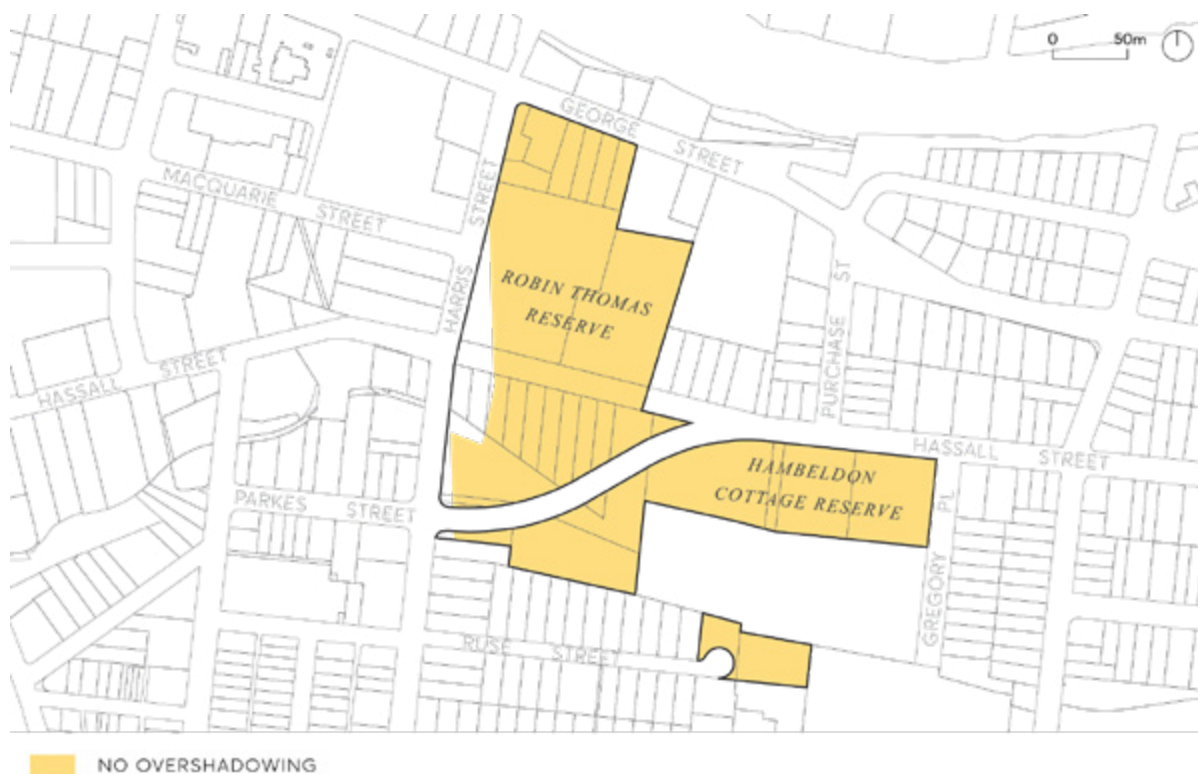 0 50m
GEORGE STREET
MACQUARIE STREET
HARRIS STREET
ROBIN THOMAS
RESERVE
PURCHASE ST
HASSALL STREET
HASSALL STREET
HAMBELDON
COTTAGE RESERVE
PARKES STREET
GREGORY PL
RUSE STREET
NO OVERSHADOWING